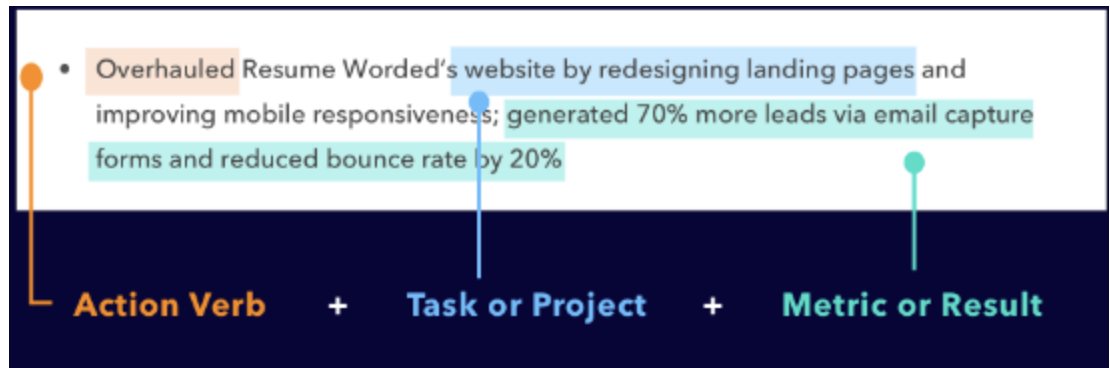 • Overhauled Resume Worded's website by redesigning landing pages and
improving mobile responsiveness; generated 70% more leads via email capture
forms and reduced bounce rate by 20%
Action Verb + Task or Project + Metric or Result